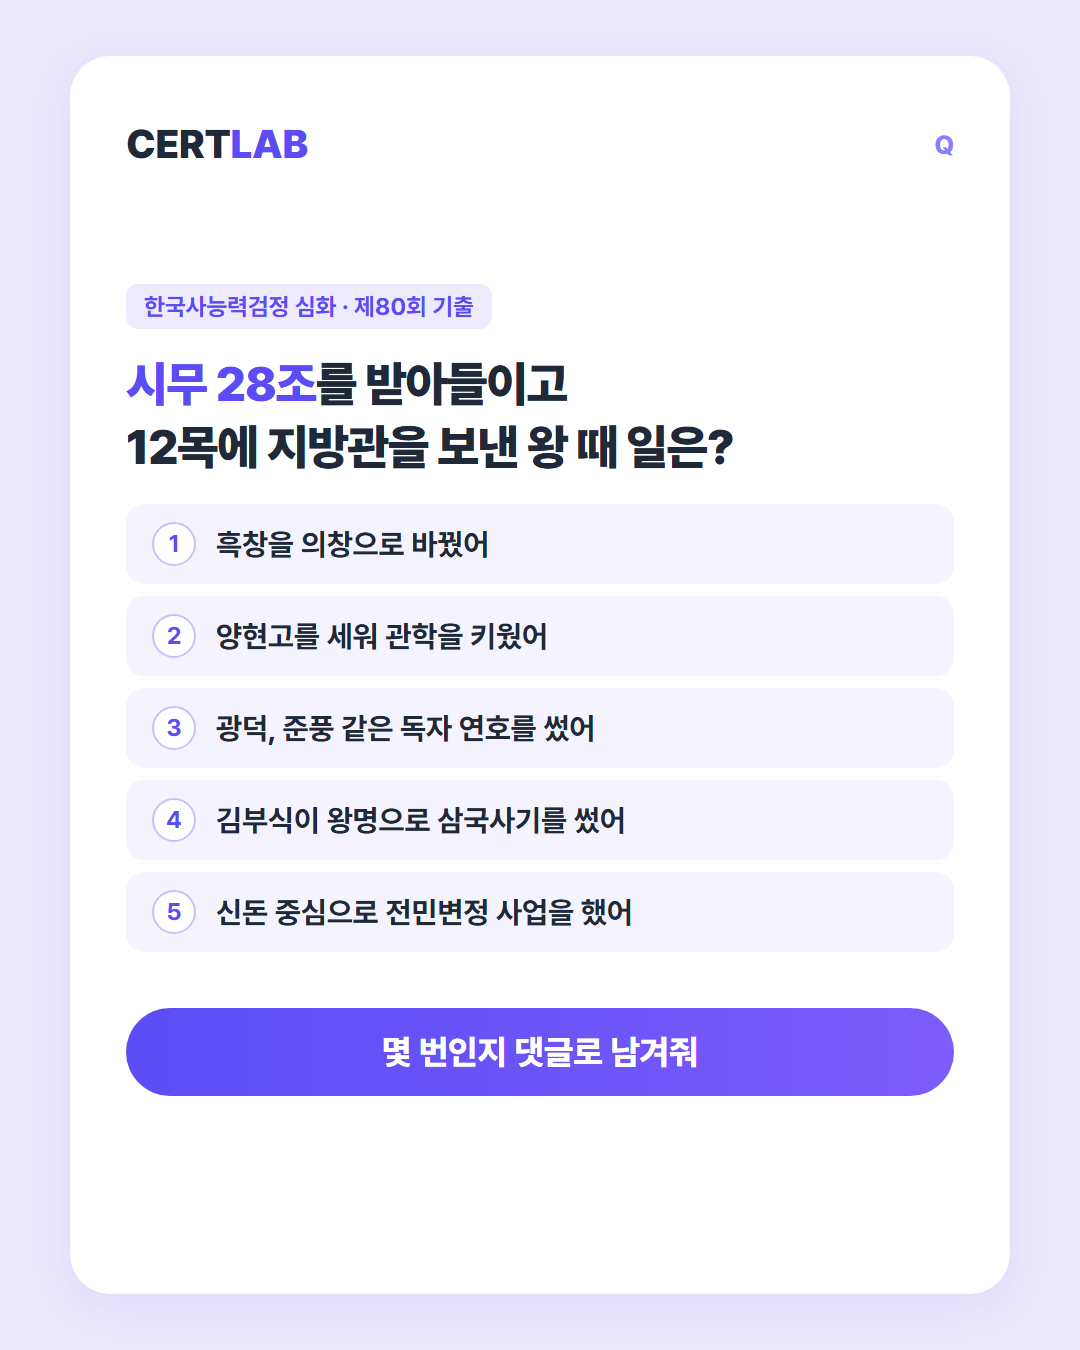 CERTLAB
Q
한국사능력검정 심화 · 제80회 기출
시무 28조를 받아들이고
12목에 지방관을 보낸 왕 때 일은?
1 흑창을 의창으로 바꿨어
2 양현고를 세워 관학을 키웠어
3 광덕, 준풍 같은 독자 연호를 썼어
4 김부식이 왕명으로 삼국사기를 썼어
5 신돈 중심으로 전민변정 사업을 했어
몇 번인지 댓글로 남겨줘